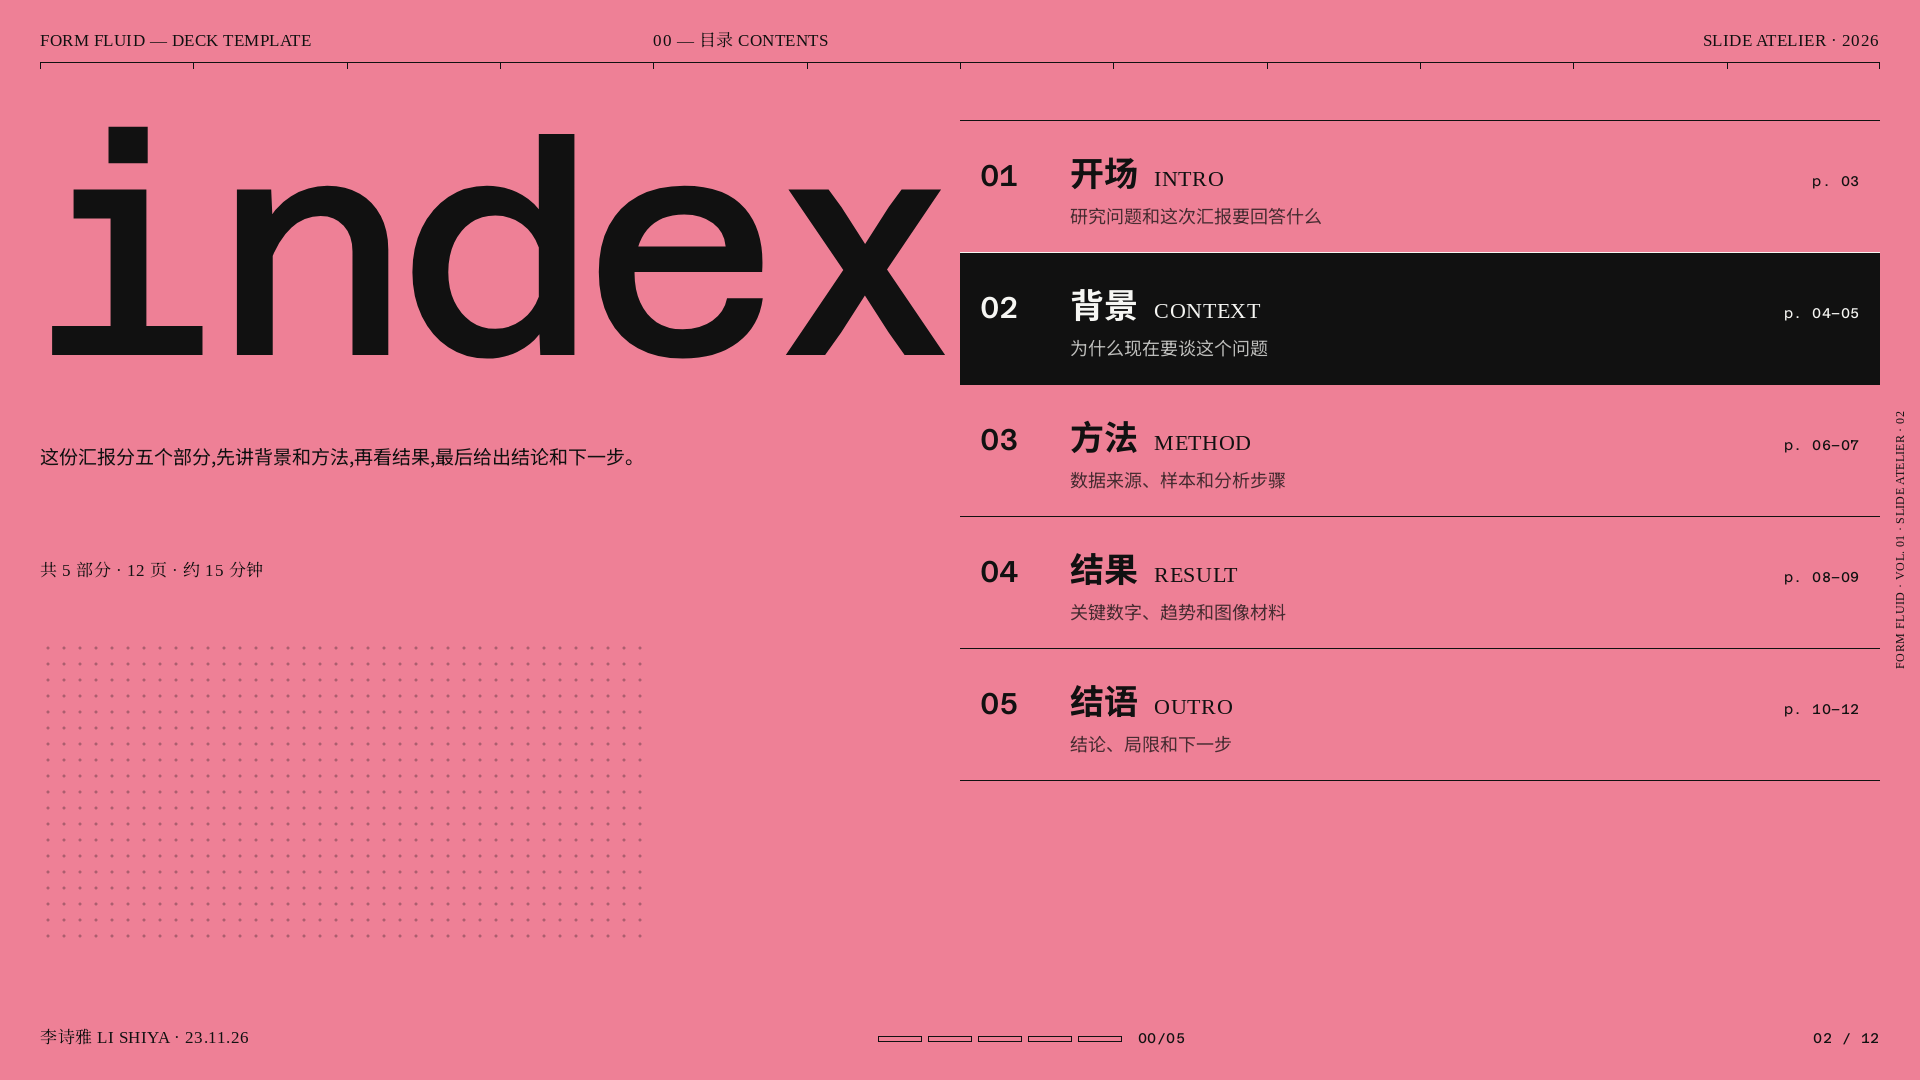 FORM FLUID — DECK TEMPLATE
00 — 目录 CONTENTS
SLIDE ATELIER · 2026
index
这份汇报分五个部分,先讲背景和方法,再看结果,最后给出结论和下一步。
共 5 部分 · 12 页 · 约 15 分钟
01 开场 INTRO p. 03
研究问题和这次汇报要回答什么
02 背景 CONTEXT p. 04–05
为什么现在要谈这个问题
03 方法 METHOD p. 06–07
数据来源、样本和分析步骤
04 结果 RESULT p. 08–09
关键数字、趋势和图像材料
05 结语 OUTRO p. 10–12
结论、局限和下一步
FORM FLUID · VOL. 01 · SLIDE ATELIER · 02
李诗雅 LI SHIYA · 23.11.26
00/05
02 / 12